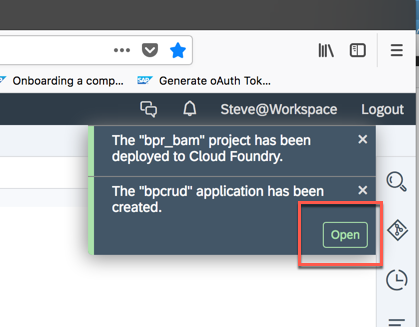 Onboarding a comp...
Generate oAuth Tok...
Steve@Workspace
Logout
The "bpr_bam" project has been
deployed to Cloud Foundry.
The "bpcrud" application has been
created.
Open